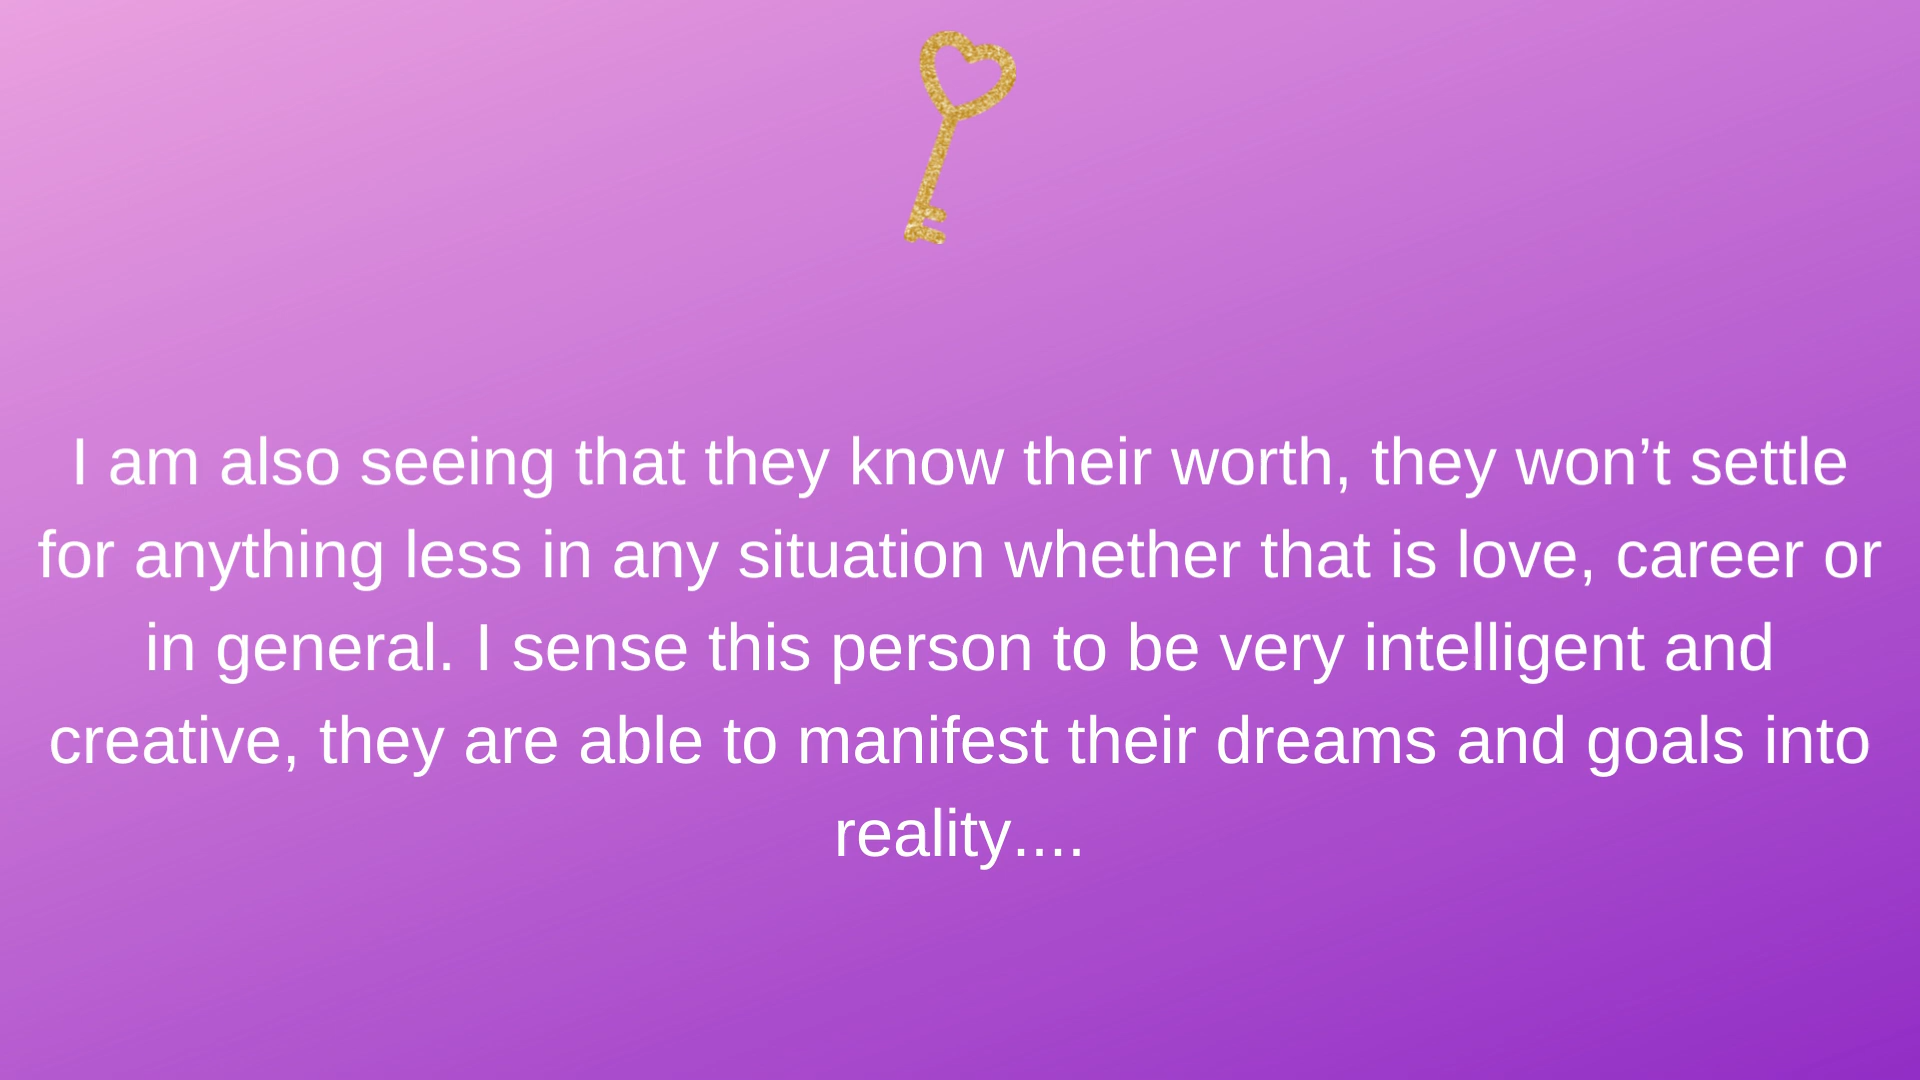 I am also seeing that they know their worth, they won’t settle
for anything less in any situation whether that is love, career or
in general. I sense this person to be very intelligent and
creative, they are able to manifest their dreams and goals into
reality....